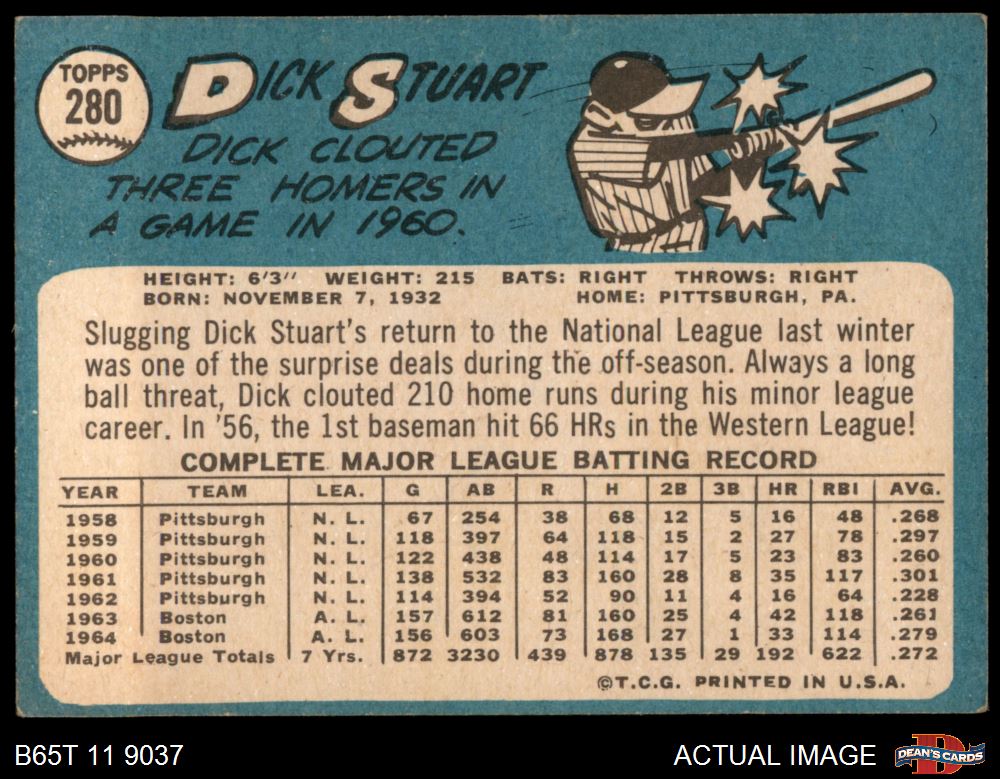 TOPPS
280
DICK STUART
DICK CLOUTED
THREE HOMERS IN
A GAME IN 1960.
HEIGHT: 6'3" WEIGHT: 215 BATS: RIGHT THROWS: RIGHT
BORN: NOVEMBER 7, 1932 HOME: PITTSBURGH, PA.
Slugging Dick Stuart's return to the National League last winter
was one of the surprise deals during the off-season. Always a long
ball threat, Dick clouted 210 home runs during his minor league
career. In '56, the 1st baseman hit 66 HRs in the Western League!
COMPLETE MAJOR LEAGUE BATTING RECORD
YEAR TEAM LEA. G AB R H 2B 3B HR RBI AVG.
1958 Pittsburgh N. L. 67 254 38 68 12 5 16 48 .268
1959 Pittsburgh N. L. 118 397 64 118 15 2 27 78 .297
1960 Pittsburgh N. L. 122 438 48 114 17 5 23 83 .260
1961 Pittsburgh N. L. 138 532 83 160 28 8 35 117 .301
1962 Pittsburgh N. L. 114 394 52 90 11 4 16 64 .228
1963 Boston A. L. 157 612 81 160 25 4 42 118 .261
1964 Boston A. L. 156 603 73 168 27 1 33 114 .279
Major League Totals 7 Yrs. 872 3230 439 878 135 29 192 622 .272
©T.C.G. PRINTED IN U.S.A.
B65T 11 9037 ACTUAL IMAGE D DEAN'S CARDS